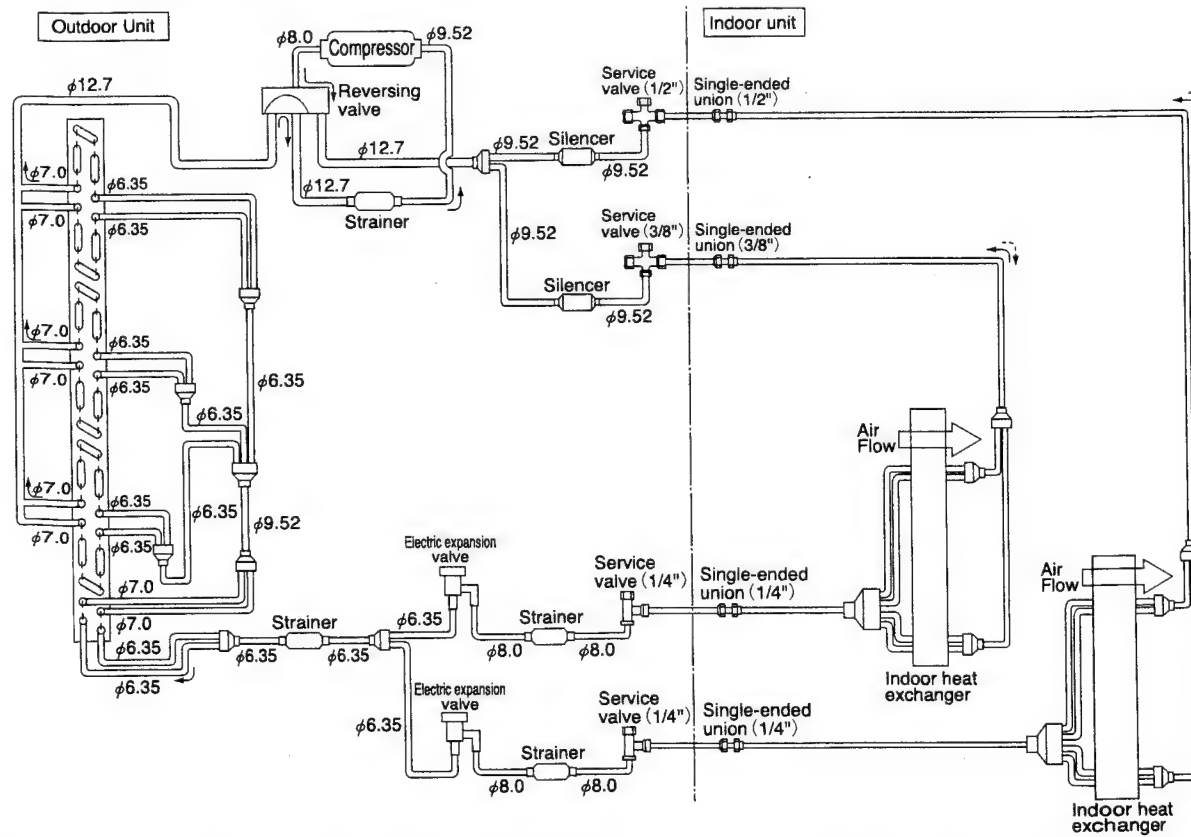 Outdoor Unit
Indoor unit
φ8.0
Compressor
φ9.52
Reversing
valve
φ12.7
Service
valve (1/2")
Single-ended
union (1/2")
φ12.7
φ9.52
Silencer
φ9.52
φ12.7
Strainer
φ7.0
φ6.35
φ7.0
φ6.35
φ9.52
Service
valve (3/8")
Single-ended
union (3/8")
Silencer
φ9.52
φ7.0
φ6.35
φ7.0
φ6.35
φ6.35
φ6.35
Air
Flow
φ7.0
φ6.35
φ6.35
φ9.52
φ7.0
φ6.35
Electric expansion
valve
Service
valve (1/4")
Single-ended
union (1/4")
Air
Flow
φ7.0
φ7.0
φ6.35
Strainer
φ6.35
φ6.35
φ6.35
Strainer
φ8.0
φ8.0
φ6.35
Indoor heat
exchanger
Electric expansion
valve
φ6.35
Service
valve (1/4")
Single-ended
union (1/4")
Strainer
φ8.0
φ8.0
Indoor heat
exchanger